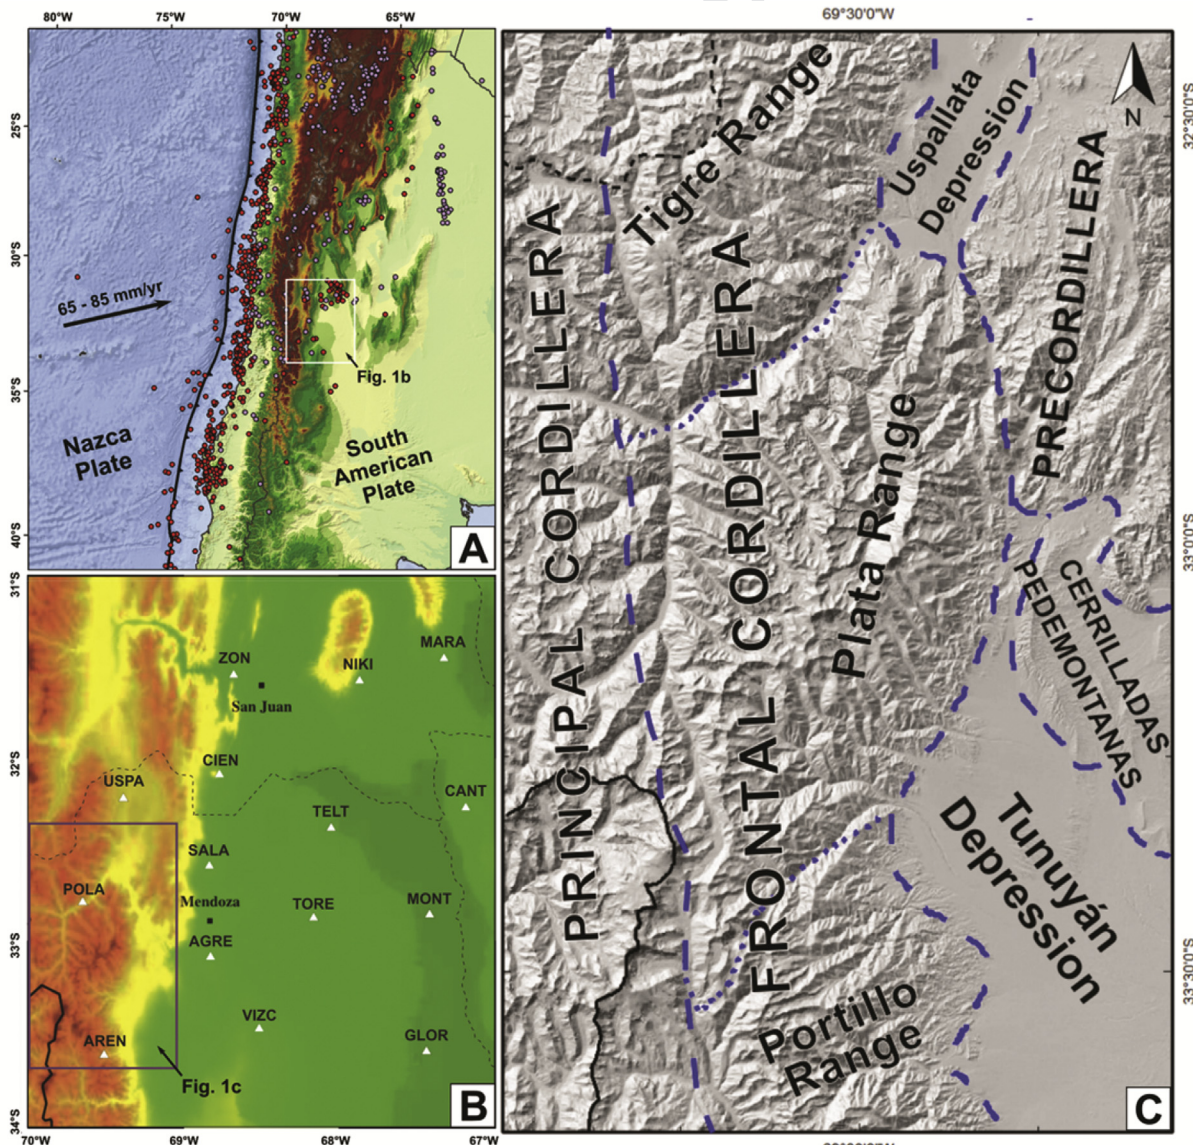 80°W 75°W 70°W 65°W
25°S
30°S
35°S
40°S
65 - 85 mm/yr
Fig. 1b
Nazca
Plate
South
American
Plate
A
31°S
32°S
33°S
34°S
ZON
San Juan
NIKI
MARA
CIEN
USPA
TELT
CANT
SALA
POLA
Mendoza
TORE
MONT
AGRE
VIZC
AREN
GLOR
Fig. 1c
B
70°W 69°W 68°W 67°W
69°30'0"W
N
32°30'0"S
33°0'0"S
33°30'0"S
Tigre Range
Uspallata
Depression
PRECORDILLERA
PRINCIPAL CORDILLERA
FRONTAL CORDILLERA
Plata Range
CERRILLADAS
PEDEMONTANAS
Tunuyán
Depression
Portillo
Range
C